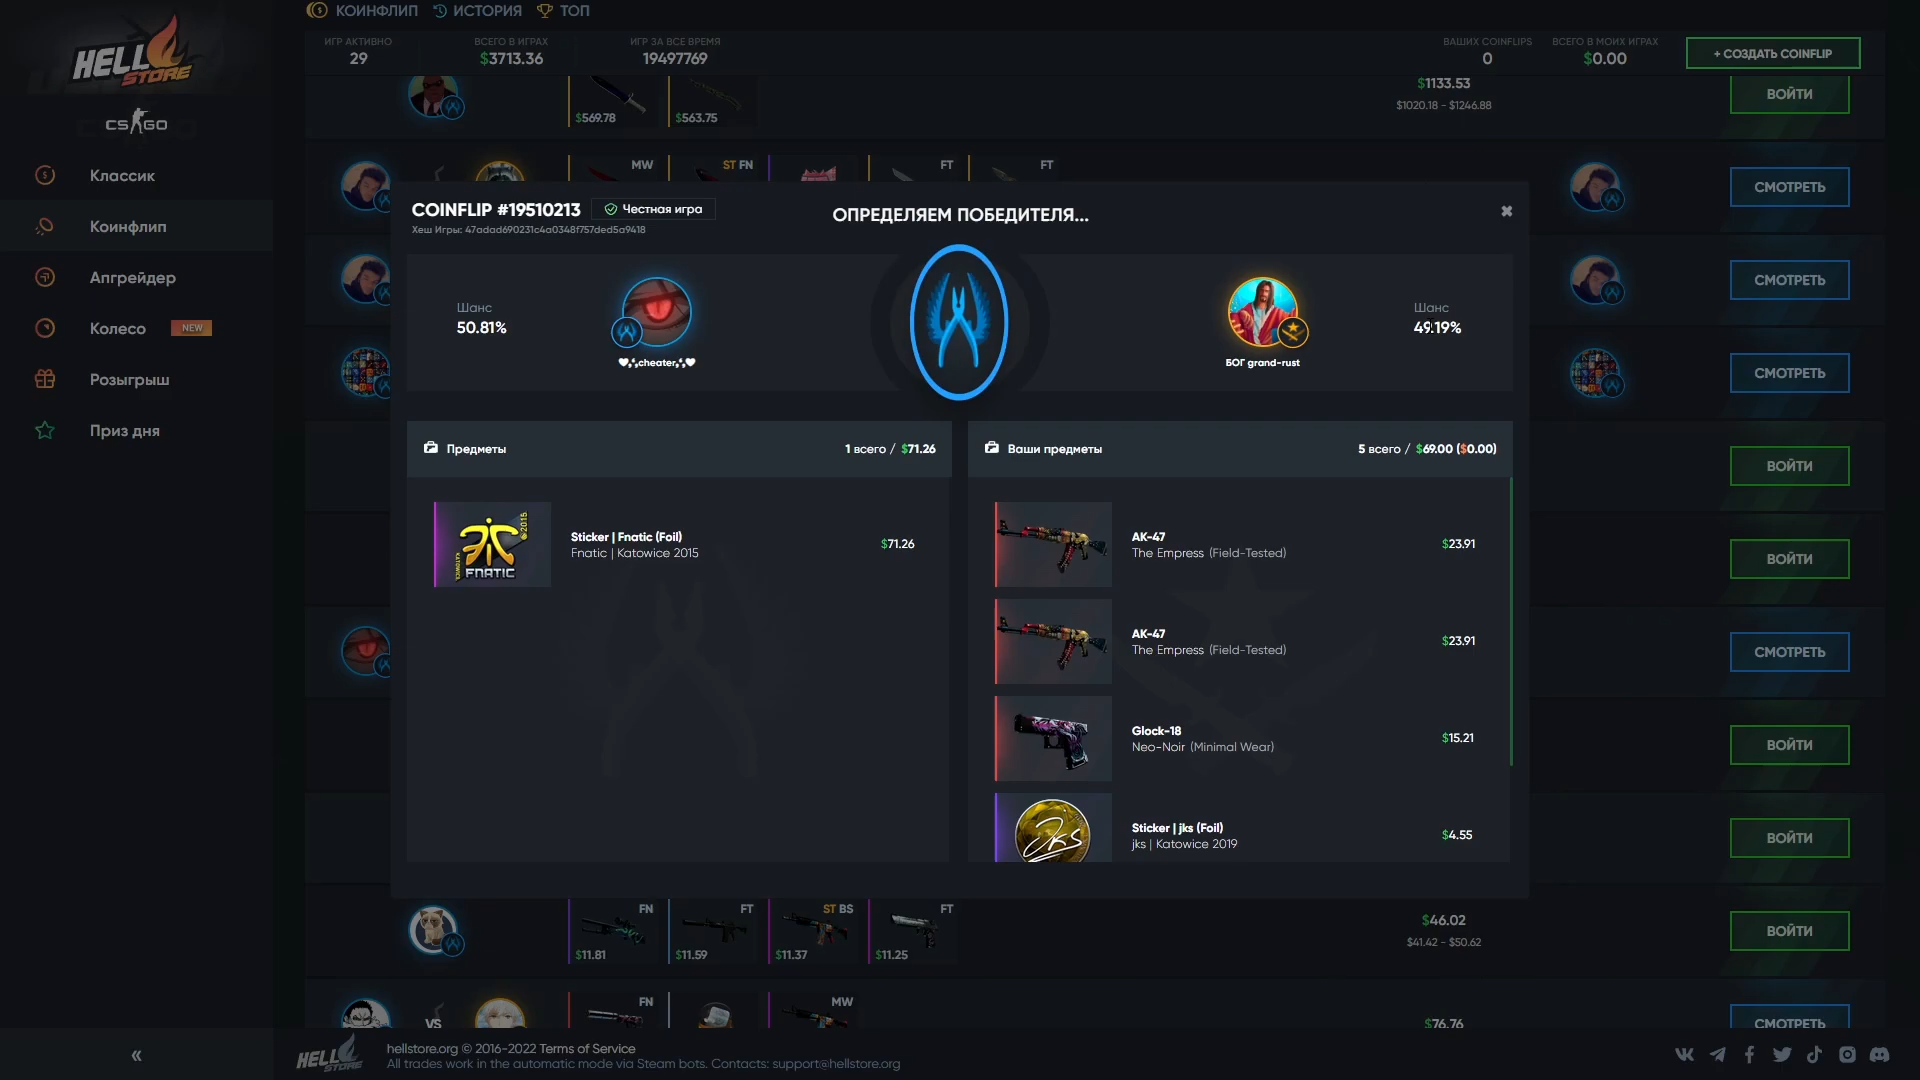 HELL STORE
CS GO
Классик
Коинфлип
Апгрейдер
Колесо NEW
Розыгрыш
Приз дня
КОИНФЛИП ИСТОРИЯ ТОП
ИГР АКТИВНО
29
ВСЕГО В ИГРАХ
$3713.36
ИГР ЗА ВСЕ ВРЕМЯ
19497769
ВАШИХ COINFLIPS
0
ВСЕГО В МОИХ ИГРАХ
$0.00
+ СОЗДАТЬ COINFLIP
$569.78 $563.75
$1133.53
$1020.18 - $1246.88
ВОЙТИ
MW ST FN FT FT
СМОТРЕТЬ
СМОТРЕТЬ
СМОТРЕТЬ
ВОЙТИ
ВОЙТИ
СМОТРЕТЬ
ВОЙТИ
ВОЙТИ
COINFLIP #19510213 Честная игра
Хеш Игры: 47adad690231c4a0348f757ded5a9418
ОПРЕДЕЛЯЕМ ПОБЕДИТЕЛЯ...
Шанс
50.81%
cheater
Шанс
49.19%
БОГ grand-rust
Предметы 1 всего / $71.26
Sticker | Fnatic (Foil)
Fnatic | Katowice 2015
$71.26
KATOWICE FNATIC 2015
Ваши предметы 5 всего / $69.00 ($0.00)
AK-47
The Empress (Field-Tested)
$23.91
AK-47
The Empress (Field-Tested)
$23.91
Glock-18
Neo-Noir (Minimal Wear)
$15.21
Sticker | jks (Foil)
jks | Katowice 2019
$4.55
FN FT ST BS FT
$11.81 $11.59 $11.37 $11.25
$46.02
$41.42 - $50.62
ВОЙТИ
VS FN MW
$76.76
СМОТРЕТЬ
«
HELL STORE
hellstore.org © 2016-2022 Terms of Service
All trades work in the automatic mode via Steam bots. Contacts: support@hellstore.org